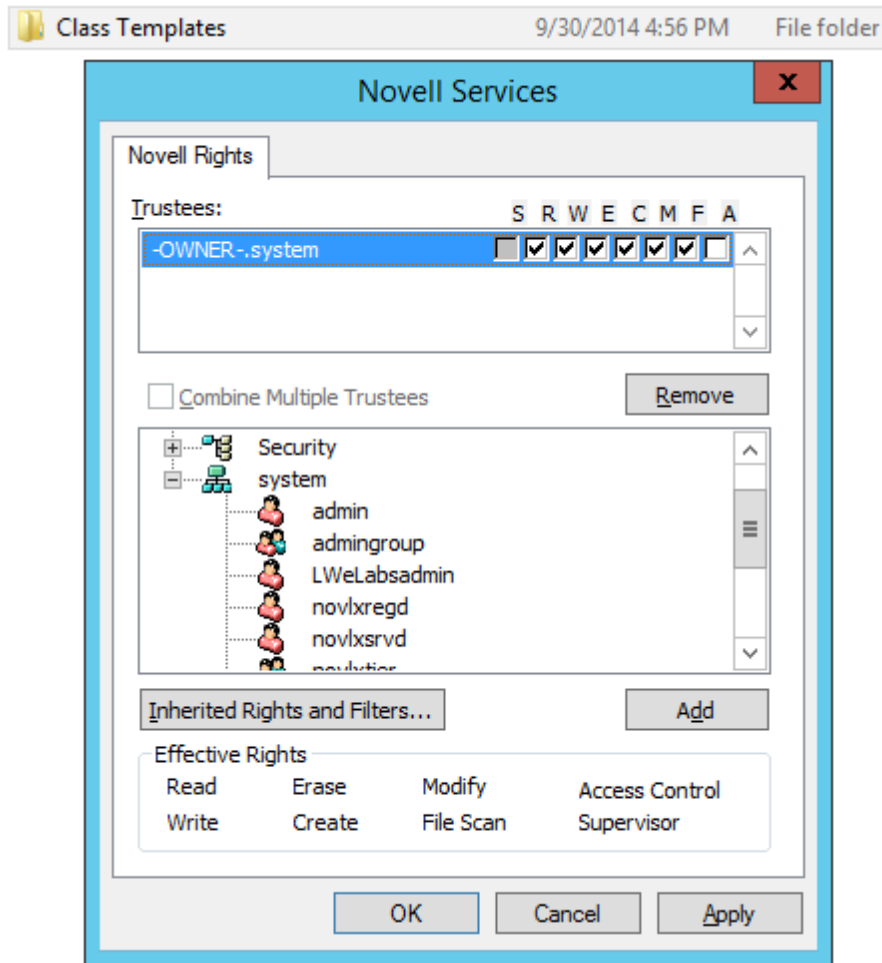 Class Templates 9/30/2014 4:56 PM File folder
Novell Services
x
Novell Rights
Trustees: S R W E C M F A
-OWNER-.system
Combine Multiple Trustees Remove
Security
system
admin
admingroup
LWeLabsadmin
novlxregd
novlxsrvd
Inherited Rights and Filters... Add
Effective Rights
Read Erase Modify Access Control
Write Create File Scan Supervisor
OK Cancel Apply